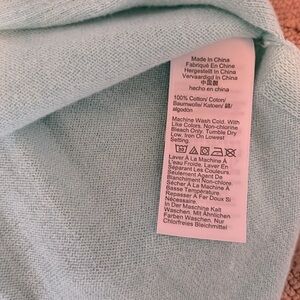 Made In China
Fabriqué En China
Hergestellt In China
Vervaardigd In China
中国製
hecho en china
100% Cotton/ Coton/
Baumwolle/ Katoen/ 綿/
algodón
Machine Wash Cold. With
Like Colors. Non-chlorine
Bleach Only. Tumble Dry
Low. Iron On Lowest
Setting.
Laver À La Machine À
L'eau Froide. Laver En
Séparant Les Couleurs.
Seulement Agent De
Blanchiment Non-chlore.
Sécher À La Machine À
Basse Température.
Repasser À Fer Doux Si
Nécessaire.
In Der Maschine Kalt
Waschen. Mit Ähnlichen
Farben Waschen. Nur
Chlorfreies Bleichmittel